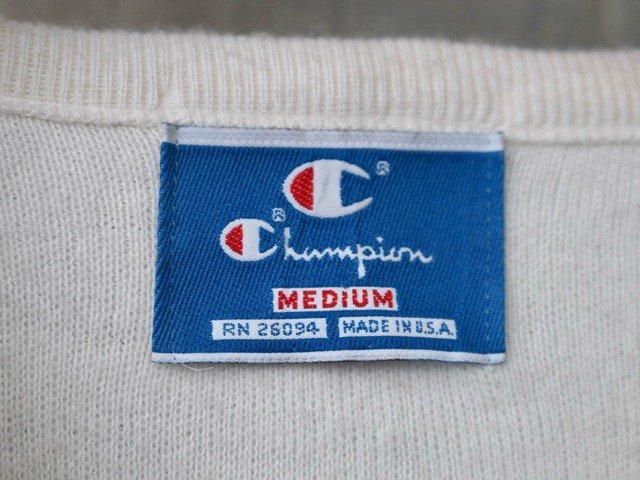 ®
® Champion
MEDIUM
RN 26094 MADE IN U.S.A.